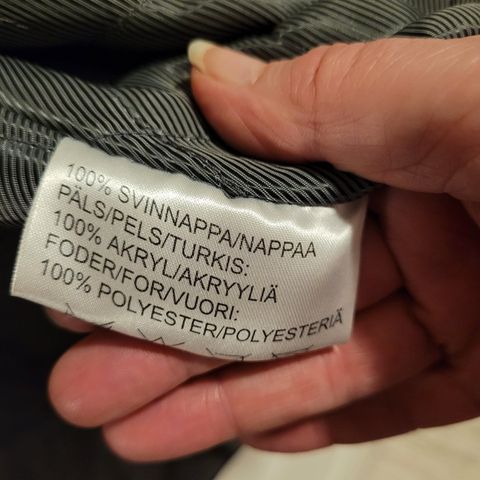 100% SVINNAPPA/NAPPAA
PÄLS/PELS/TURKIS:
100% AKRYL/AKRYYLIÄ
FODER/FOR/VUORI:
100% POLYESTER/POLYESTERIÄ